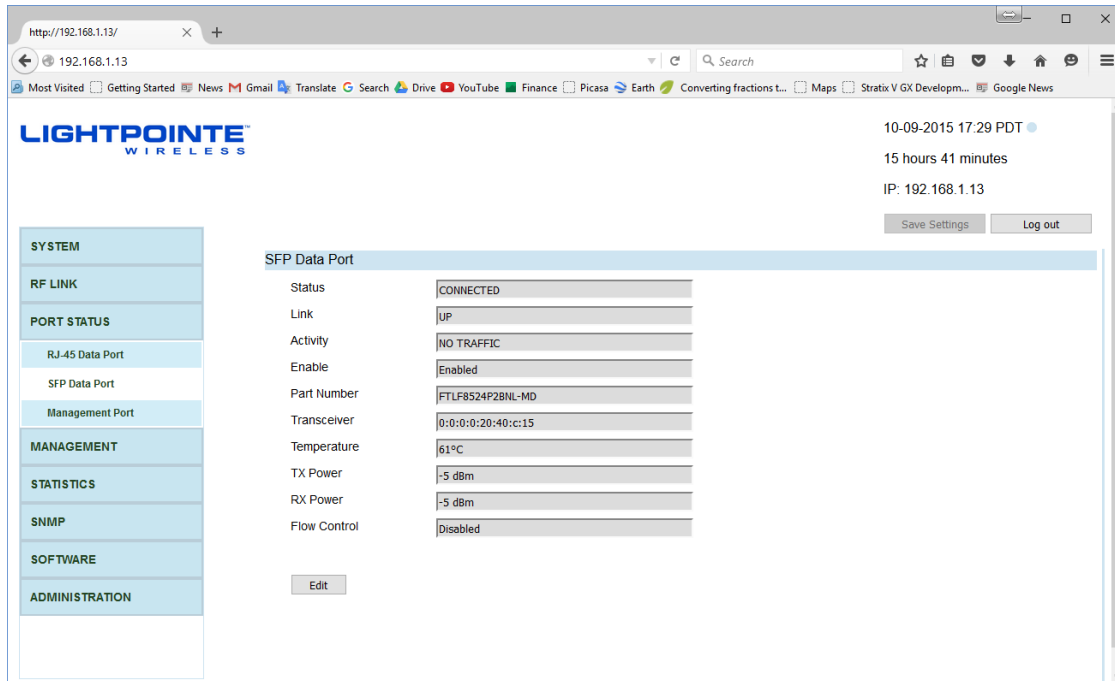 http://192.168.1.13/
192.168.1.13
Search
Most Visited Getting Started News Gmail Translate Search Drive YouTube Finance Picasa Earth Converting fractions t... Maps Stratix V GX Developm... Google News
LIGHTPOINTE™
WIRELESS
10-09-2015 17:29 PDT
15 hours 41 minutes
IP: 192.168.1.13
Save Settings Log out
SYSTEM
RF LINK
PORT STATUS
RJ-45 Data Port
SFP Data Port
Management Port
MANAGEMENT
STATISTICS
SNMP
SOFTWARE
ADMINISTRATION
SFP Data Port
Status CONNECTED
Link UP
Activity NO TRAFFIC
Enable Enabled
Part Number FTLF8524P2BNL-MD
Transceiver 0:0:0:0:20:40:c:15
Temperature 61ºC
TX Power -5 dBm
RX Power -5 dBm
Flow Control Disabled
Edit